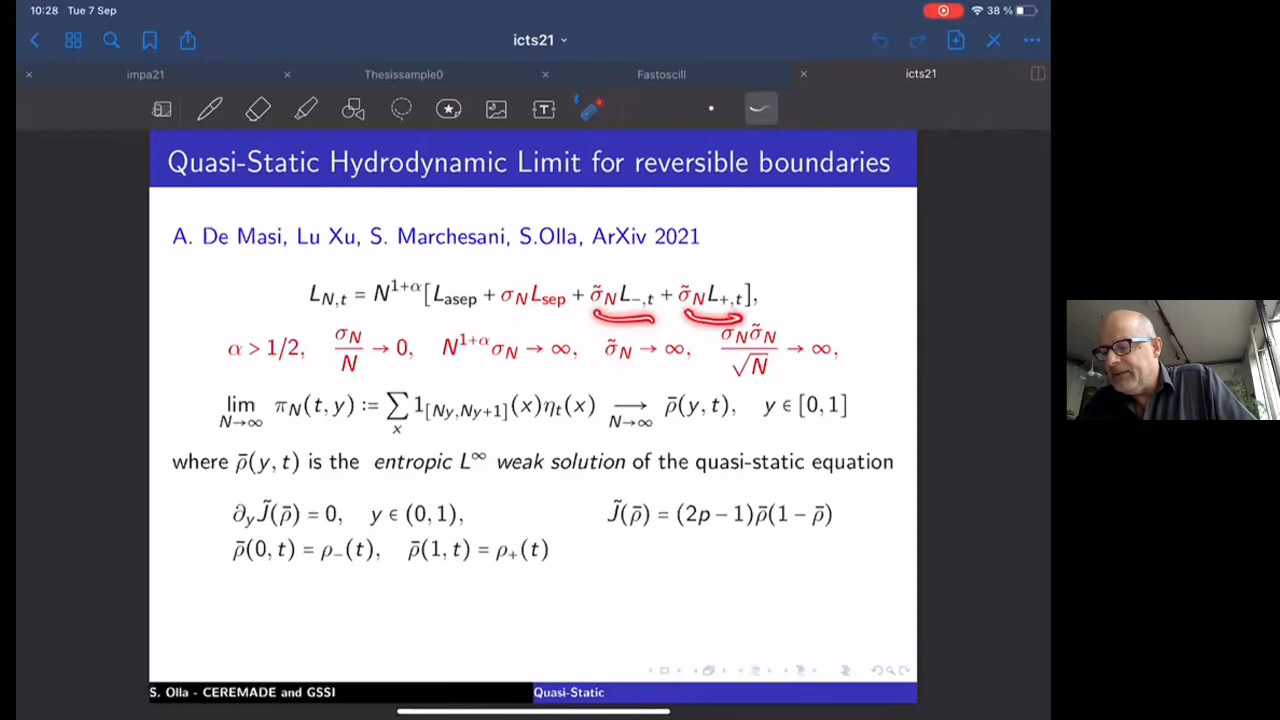 10:28 Tue 7 Sep
38 %
icts21
impa21
Thesissample0
Fastoscill
icts21
Quasi-Static Hydrodynamic Limit for reversible boundaries
A. De Masi, Lu Xu, S. Marchesani, S.Olla, ArXiv 2021
L_{N,t} = N^{1+α}[L_{asep} + σ_N L_{sep} + σ̃_N L_{−,t} + σ̃_N L_{+,t}],
α > 1/2, σ_N/N → 0, N^{1+α}σ_N → ∞, σ̃_N → ∞, σ_N σ̃_N/√N → ∞,
lim_{N→∞} π_N(t, y) := ∑_x 1_{[Ny,Ny+1]}(x)η_t(x) →_{N→∞} ρ̄(y, t), y ∈ [0, 1]
where ρ̄(y, t) is the entropic L^∞ weak solution of the quasi-static equation
∂_y J̃(ρ̄) = 0, y ∈ (0, 1), J̃(ρ̄) = (2p − 1)ρ̄(1 − ρ̄)
ρ̄(0, t) = ρ_−(t), ρ̄(1, t) = ρ_+(t)
S. Olla - CEREMADE and GSSI
Quasi-Static